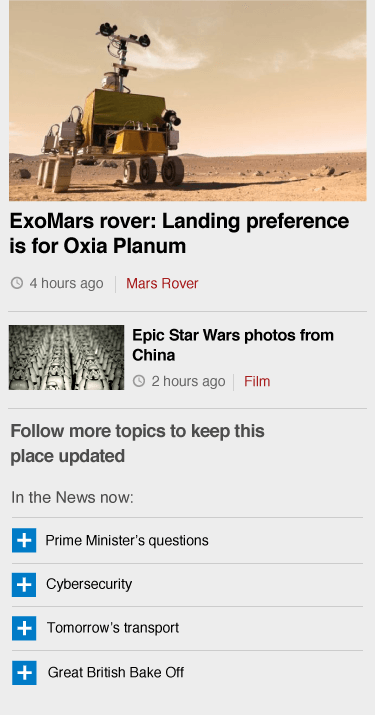 ExoMars rover: Landing preference
is for Oxia Planum
4 hours ago | Mars Rover
Epic Star Wars photos from
China
2 hours ago | Film
Follow more topics to keep this
place updated
In the News now:
Prime Minister's questions
Cybersecurity
Tomorrow's transport
Great British Bake Off